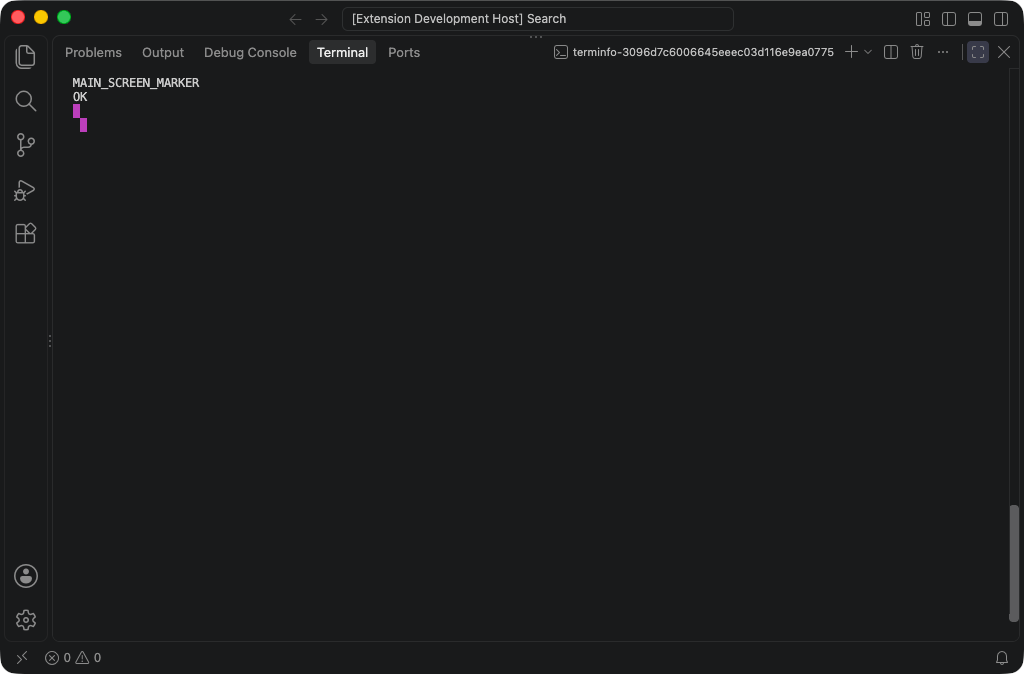 [Extension Development Host] Search
Problems Output Debug Console Terminal Ports
terminfo-3096d7c6006645eeec03d116e9ea0775
MAIN_SCREEN_MARKER
OK
0 0